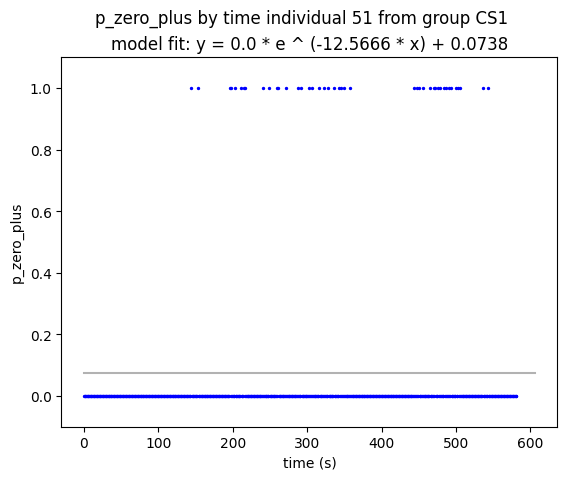 p_zero_plus by time individual 51 from group CS1
model fit: y = 0.0 * e ^ (-12.5666 * x) + 0.0738
1.0
0.8
0.6
0.4
0.2
0.0
p_zero_plus
0 100 200 300 400 500 600
time (s)